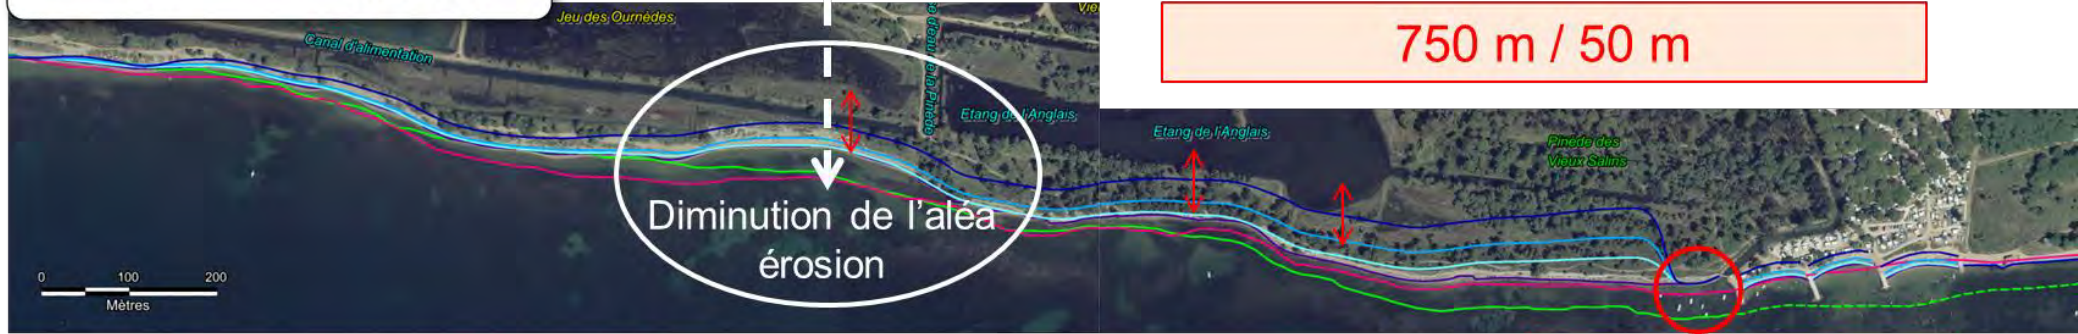 Jeu des Ournèdes
750 m / 50 m
Canal d'alimentation
Etang de l'Anglais
Etang de l'Anglais
Pinède des
Vieux Salins
Diminution de l'aléa
érosion
0 100 200
Mètres